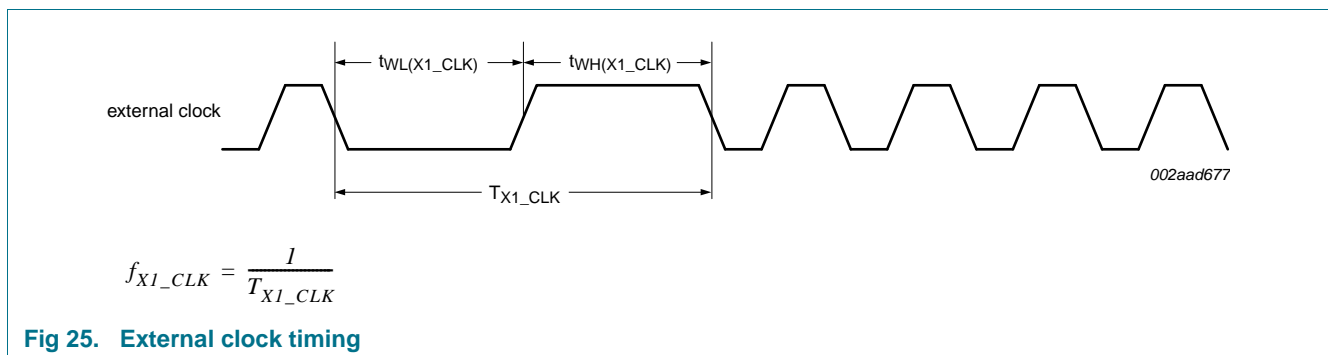 tWL(X1_CLK) tWH(X1_CLK)
external clock
002aad677
TX1_CLK
fX1_CLK = 1 / TX1_CLK
Fig 25. External clock timing